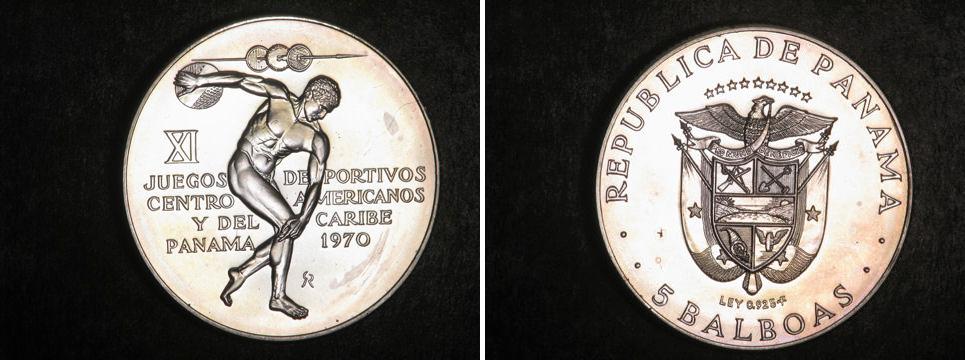 XI
JUEGOS DEPORTIVOS
CENTRO AMERICANOS
Y DEL CARIBE
PANAMA 1970
REPUBLICA DE PANAMA
LEY 0.925
5 BALBOAS